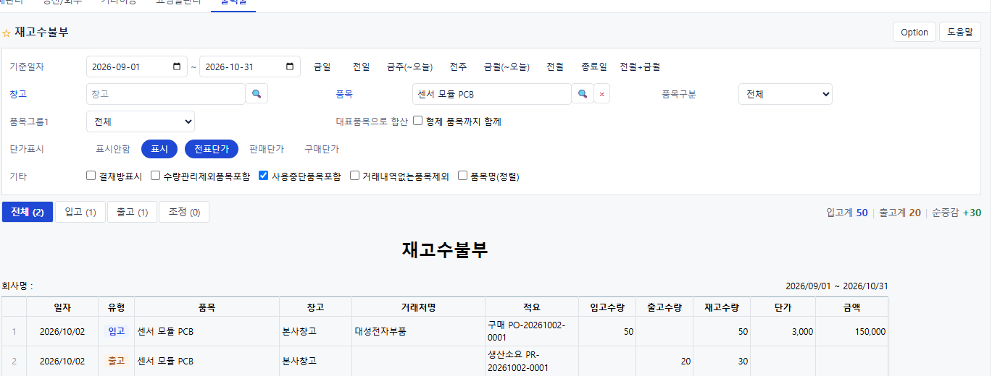 ☆ 재고수불부 Option 도움말
기준일자 2026-09-01 ~ 2026-10-31 금일 전일 금주(~오늘) 전주 금월(~오늘) 전월 종료일 전월+금월
창고 창고 품목 센서 모듈 PCB × 품목구분 전체
품목그룹1 전체 대표품목으로 합산 형제 품목까지 함께
단가표시 표시안함 표시 전표단가 판매단가 구매단가
기타 결재방표시 수량관리제외품목포함 사용중단품목포함 거래내역없는품목제외 품목명(정렬)
전체 (2) 입고 (1) 출고 (1) 조정 (0) 입고계 50 | 출고계 20 | 순증감 +30
재고수불부
회사명 : 2026/09/01 ~ 2026/10/31
일자 유형 품목 창고 거래처명 적요 입고수량 출고수량 재고수량 단가 금액
1 2026/10/02 입고 센서 모듈 PCB 본사창고 대성전자부품 구매 PO-20261002-
0001 50 50 3,000 150,000
2 2026/10/02 출고 센서 모듈 PCB 본사창고 생산소요 PR-
20261002-0001 20 30